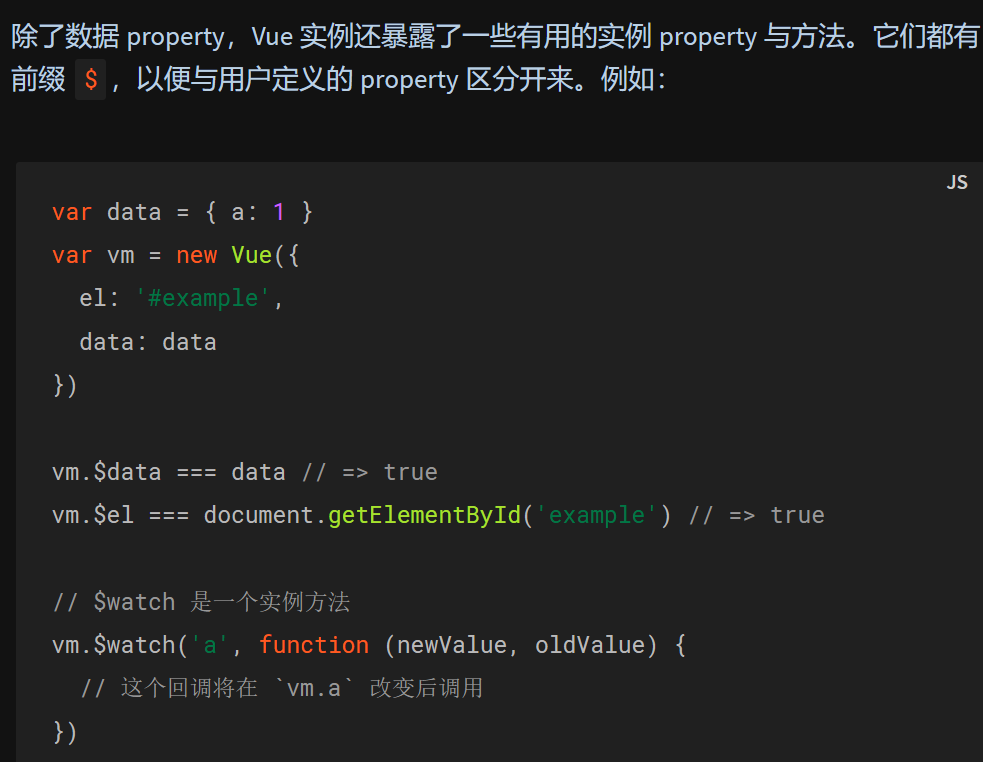 除了数据 property，Vue 实例还暴露了一些有用的实例 property 与方法。它们都有
前缀 $，以便与用户定义的 property 区分开来。例如：
JS
var data = { a: 1 }
var vm = new Vue({
  el: '#example',
  data: data
})
vm.$data === data // => true
vm.$el === document.getElementById('example') // => true
// $watch 是一个实例方法
vm.$watch('a', function (newValue, oldValue) {
  // 这个回调将在 `vm.a` 改变后调用
})